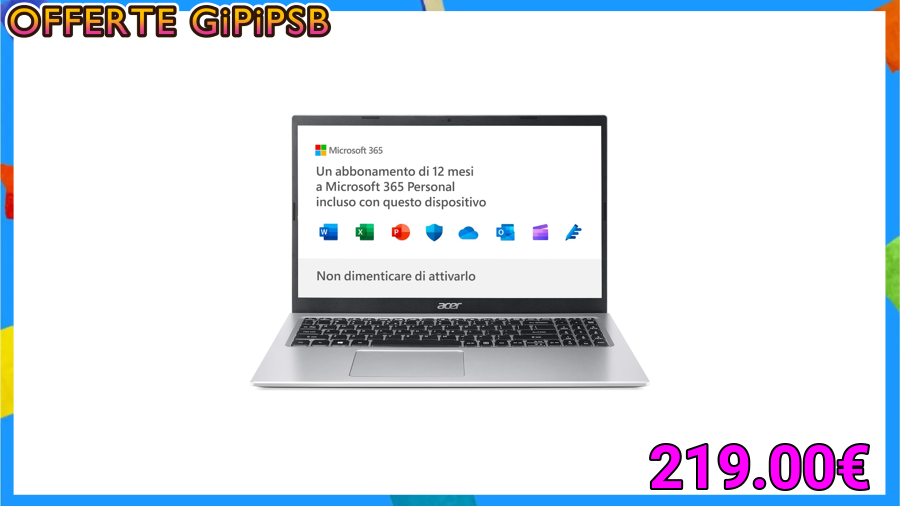 OFFERTE GiPiPSB
Microsoft 365
Un abbonamento di 12 mesi
a Microsoft 365 Personal
incluso con questo dispositivo
W X P O
Non dimenticare di attivarlo
acer
219.00€